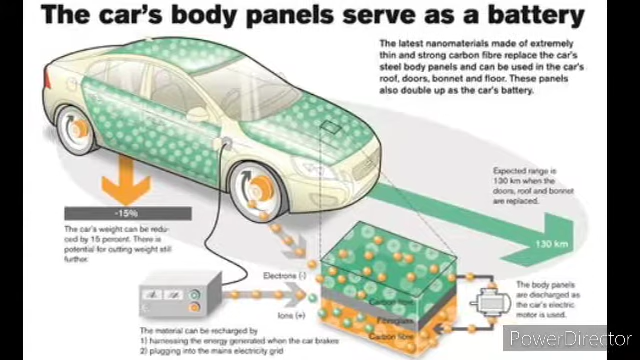 The car's body panels serve as a battery
The latest nanomaterials made of extremely
thin and strong carbon fibre replace the car's
steel body panels and can be used in the car's
roof, doors, bonnet and floor. These panels
also double up as the car's battery.
Expected range is
130 km when the
doors, roof and bonnet
are replaced.
130 km
-15%
The car's weight can be redu-
ced by 15 percent. There is
potential for cutting weight still
further.
Electrons (-)
Ions (+)
Carbon fibre
Fibreglass
Carbon fibre
The body panels
are discharged as
the car's electric
motor is used.
The material can be recharged by
1) harnessing the energy generated when the car brakes
2) plugging into the mains electricity grid
PowerDirector